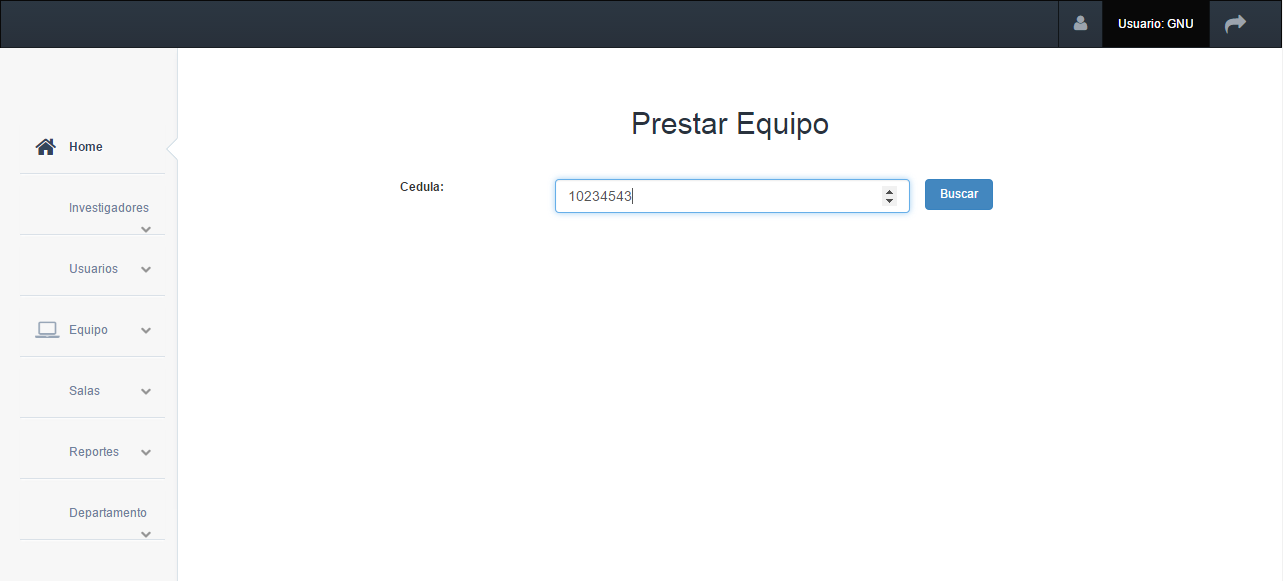 Usuario: GNU
Home
Investigadores
Usuarios
Equipo
Salas
Reportes
Departamento
Prestar Equipo
Cedula:
10234543
Buscar